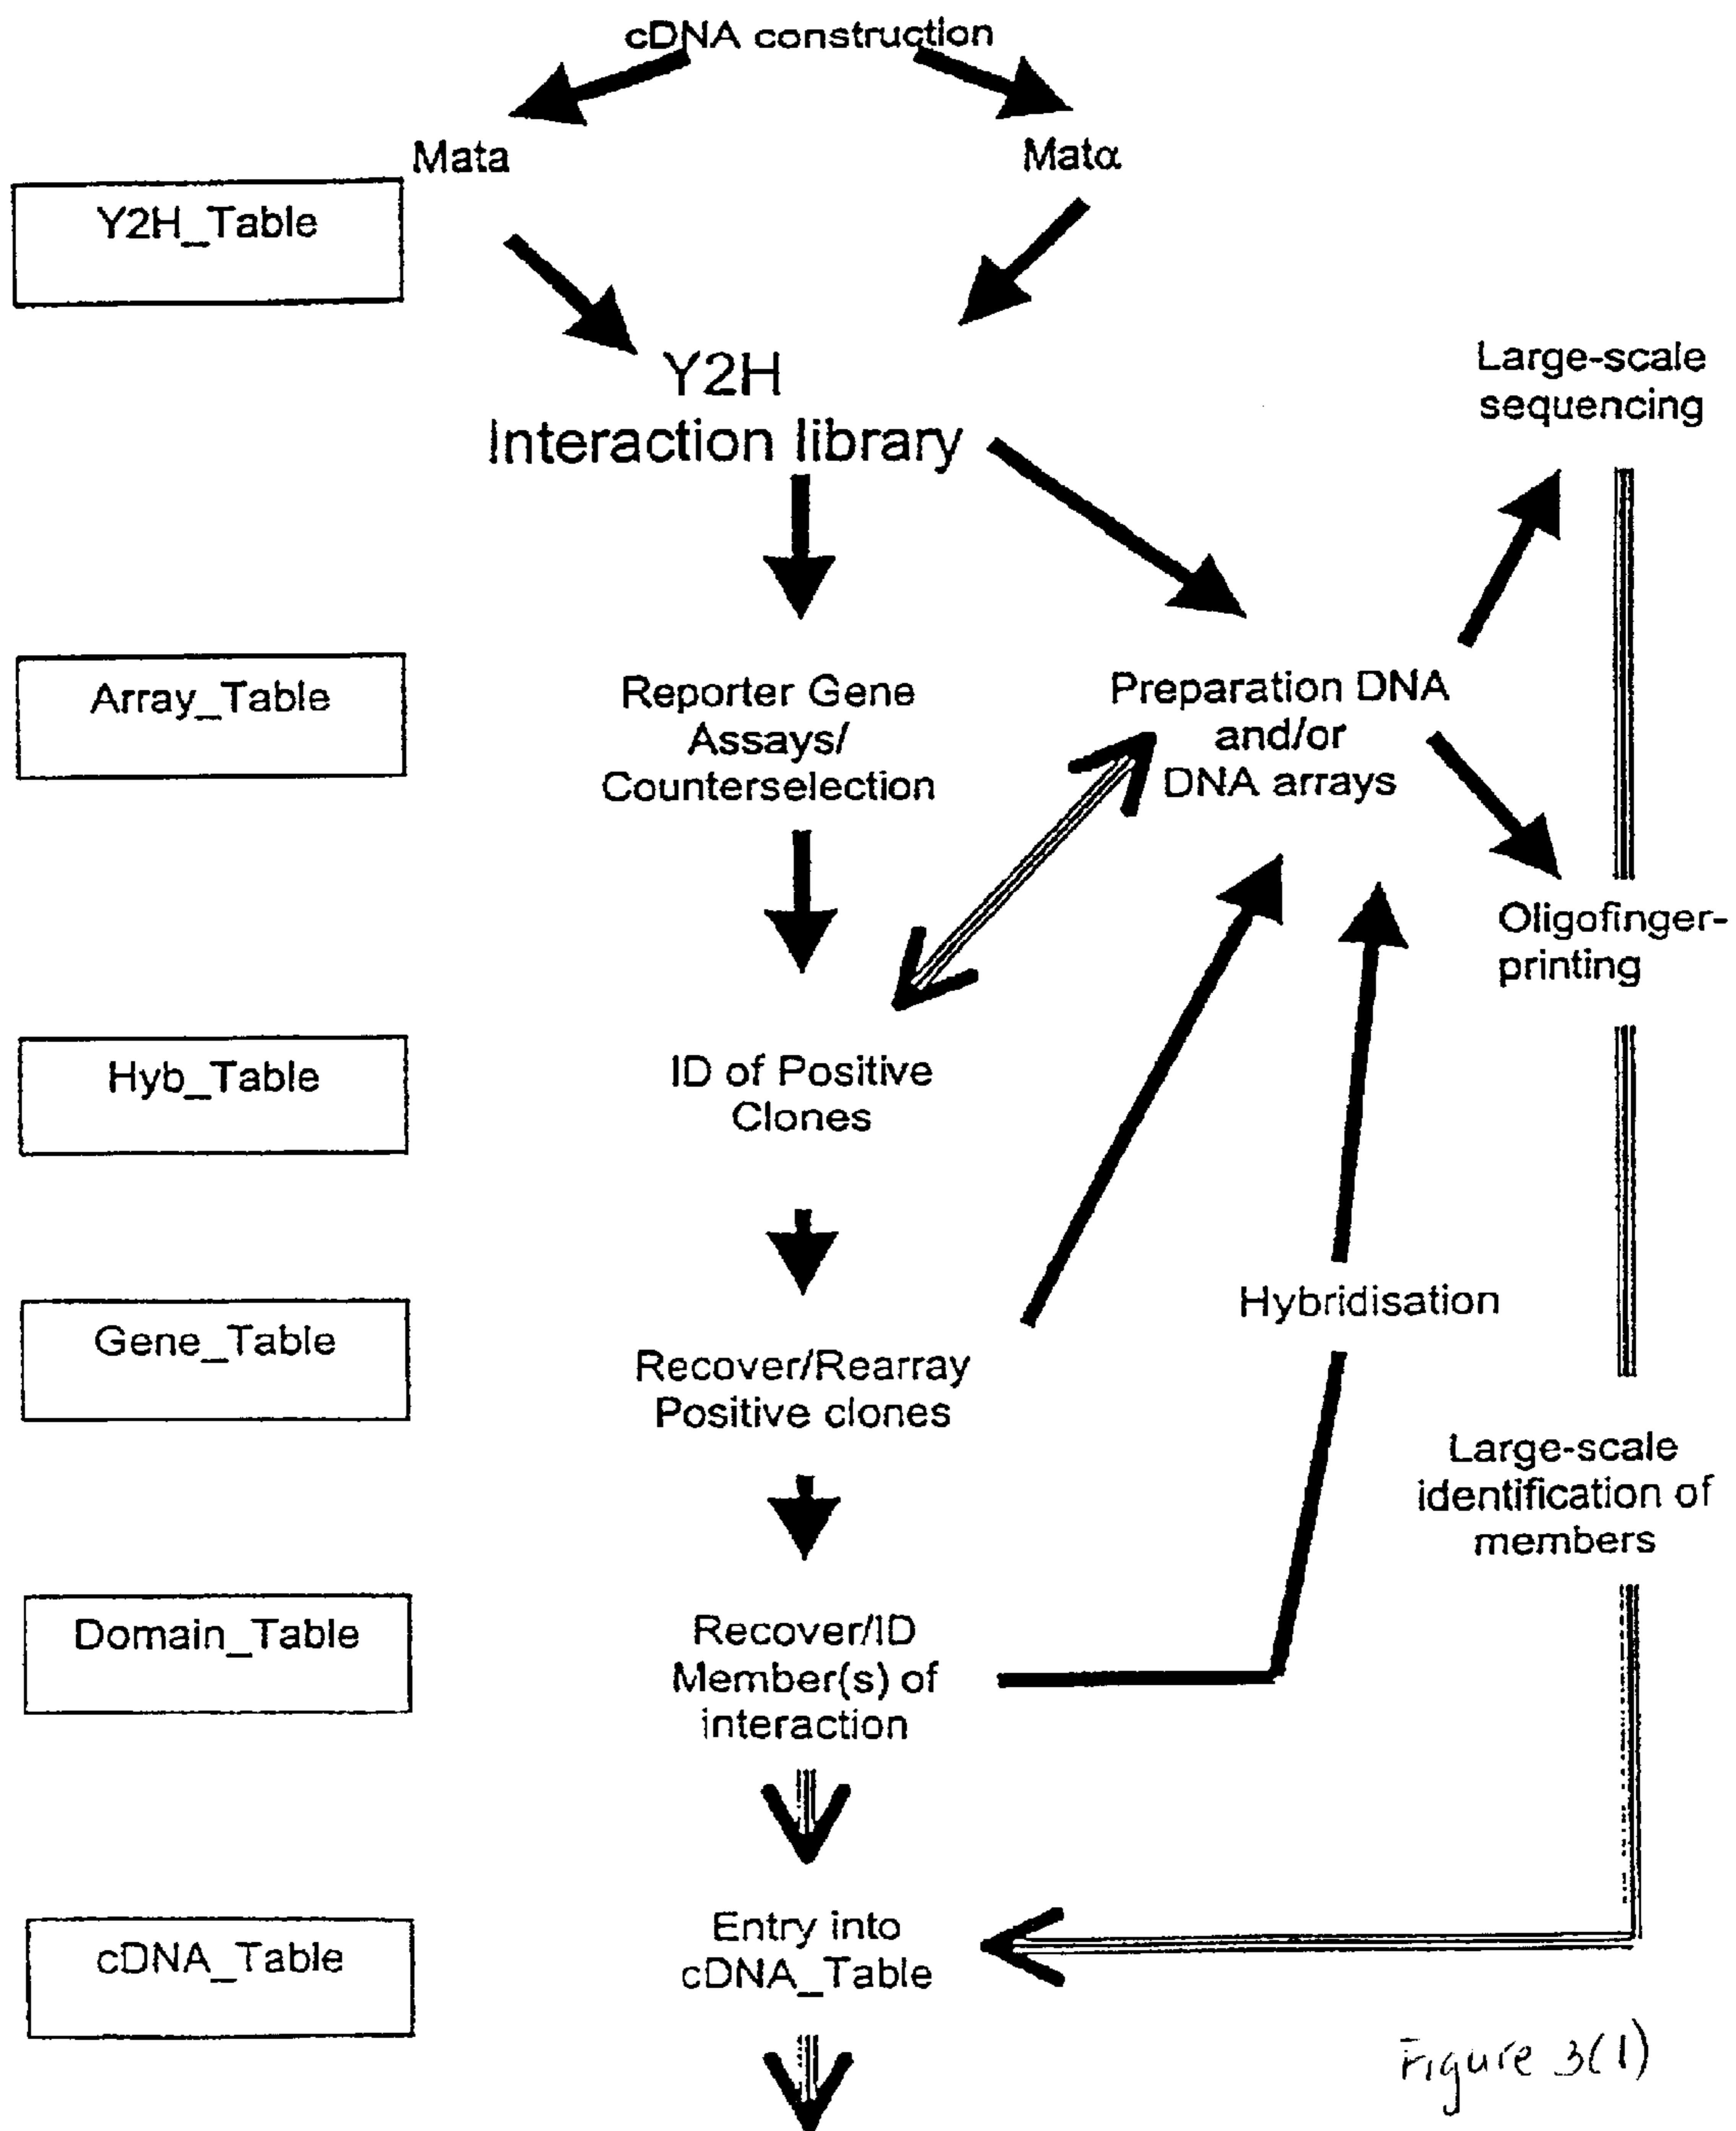 cDNA construction
Mata
Matα
Y2H_Table
Y2H
Interaction library
Large-scale
sequencing
Array_Table
Reporter Gene
Assays/
Counterselection
Preparation DNA
and/or
DNA arrays
Oligofinger-
printing
Hyb_Table
ID of Positive
Clones
Gene_Table
Hybridisation
Recover/Rearray
Positive clones
Large-scale
identification of
members
Domain_Table
Recover/ID
Member(s) of
interaction
cDNA_Table
Entry into
cDNA_Table
Figure 3(1)